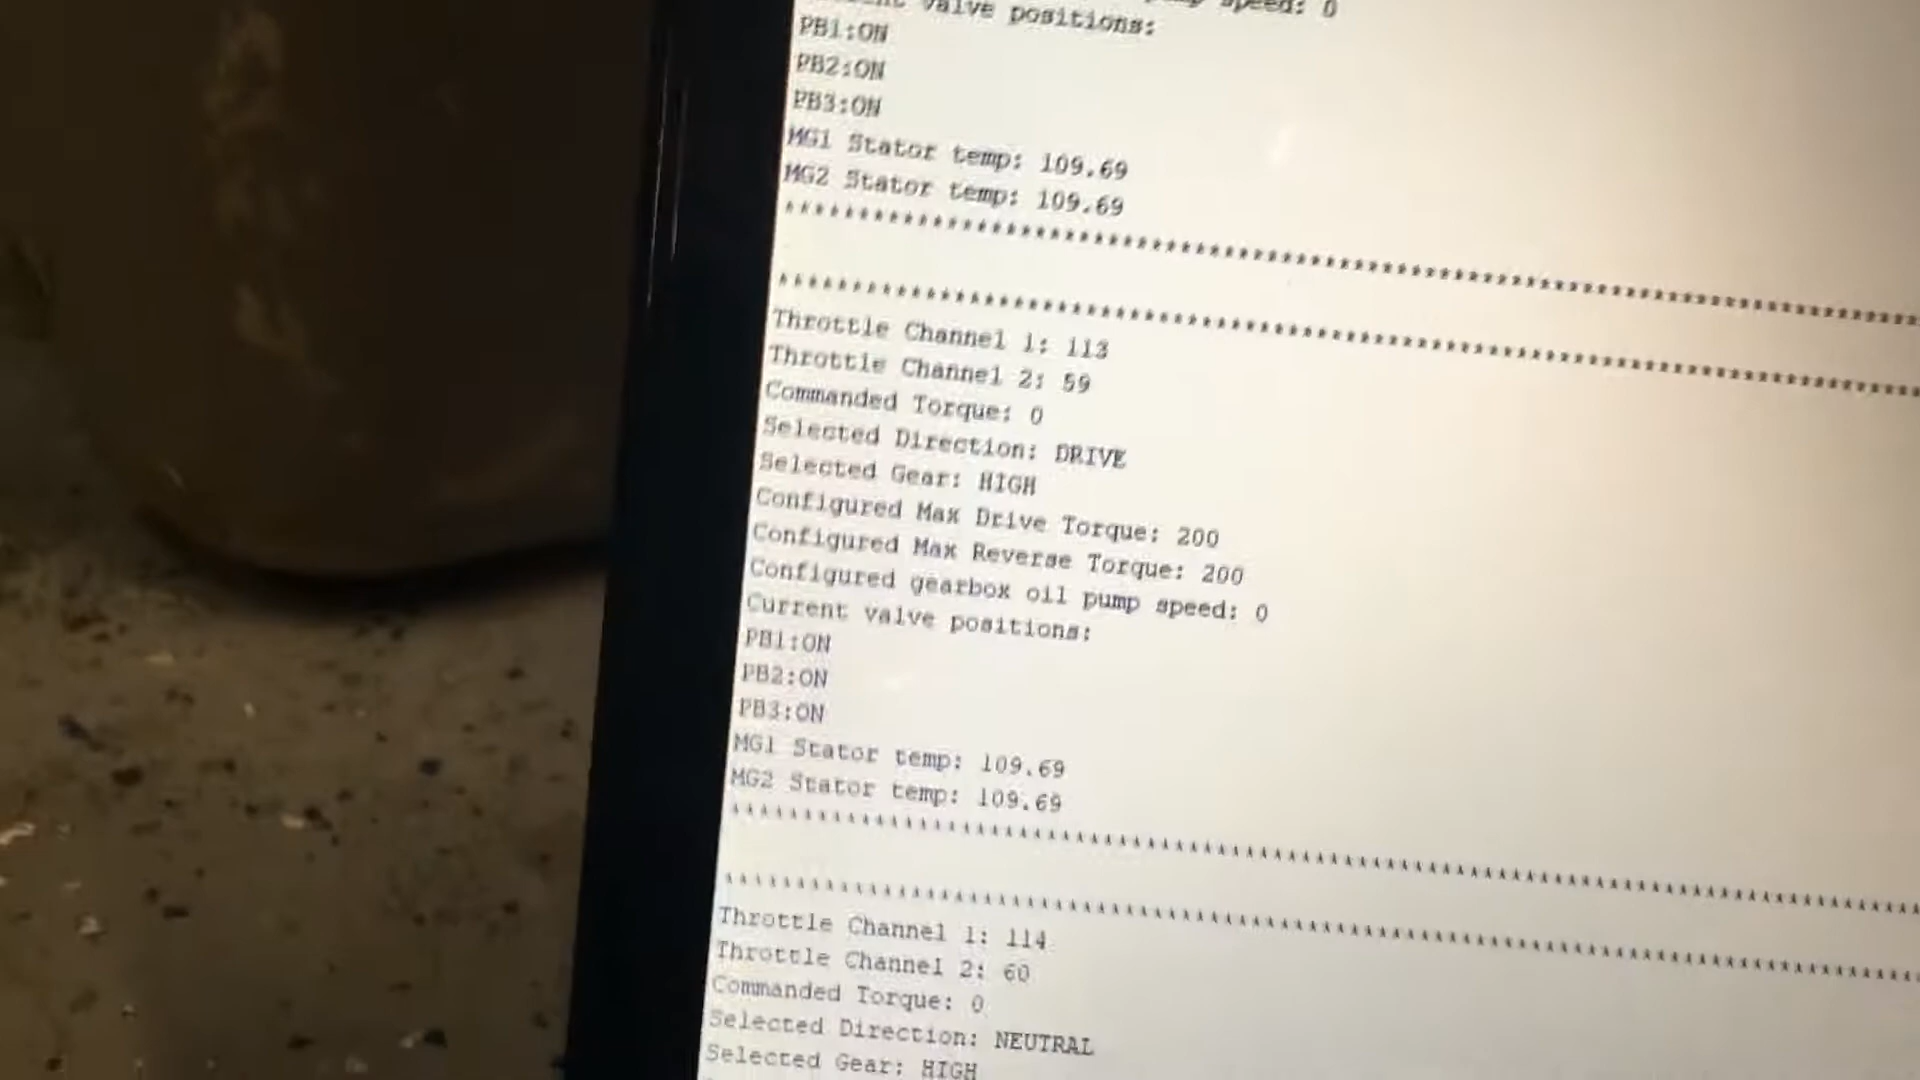 valve positions: speed: 0
PB1:ON
PB2:ON
PB3:ON
MG1 Stator temp: 109.69
MG2 Stator temp: 109.69
Throttle Channel 1: 113
Throttle Channel 2: 59
Commanded Torque: 0
Selected Direction: DRIVE
Selected Gear: HIGH
Configured Max Drive Torque: 200
Configured Max Reverse Torque: 200
Configured gearbox oil pump speed: 0
Current valve positions:
PB1:ON
PB2:ON
PB3:ON
MG1 Stator temp: 109.69
MG2 Stator temp: 109.69
Throttle Channel 1: 114
Throttle Channel 2: 60
Commanded Torque: 0
Selected Direction: NEUTRAL
Selected Gear: HIGH